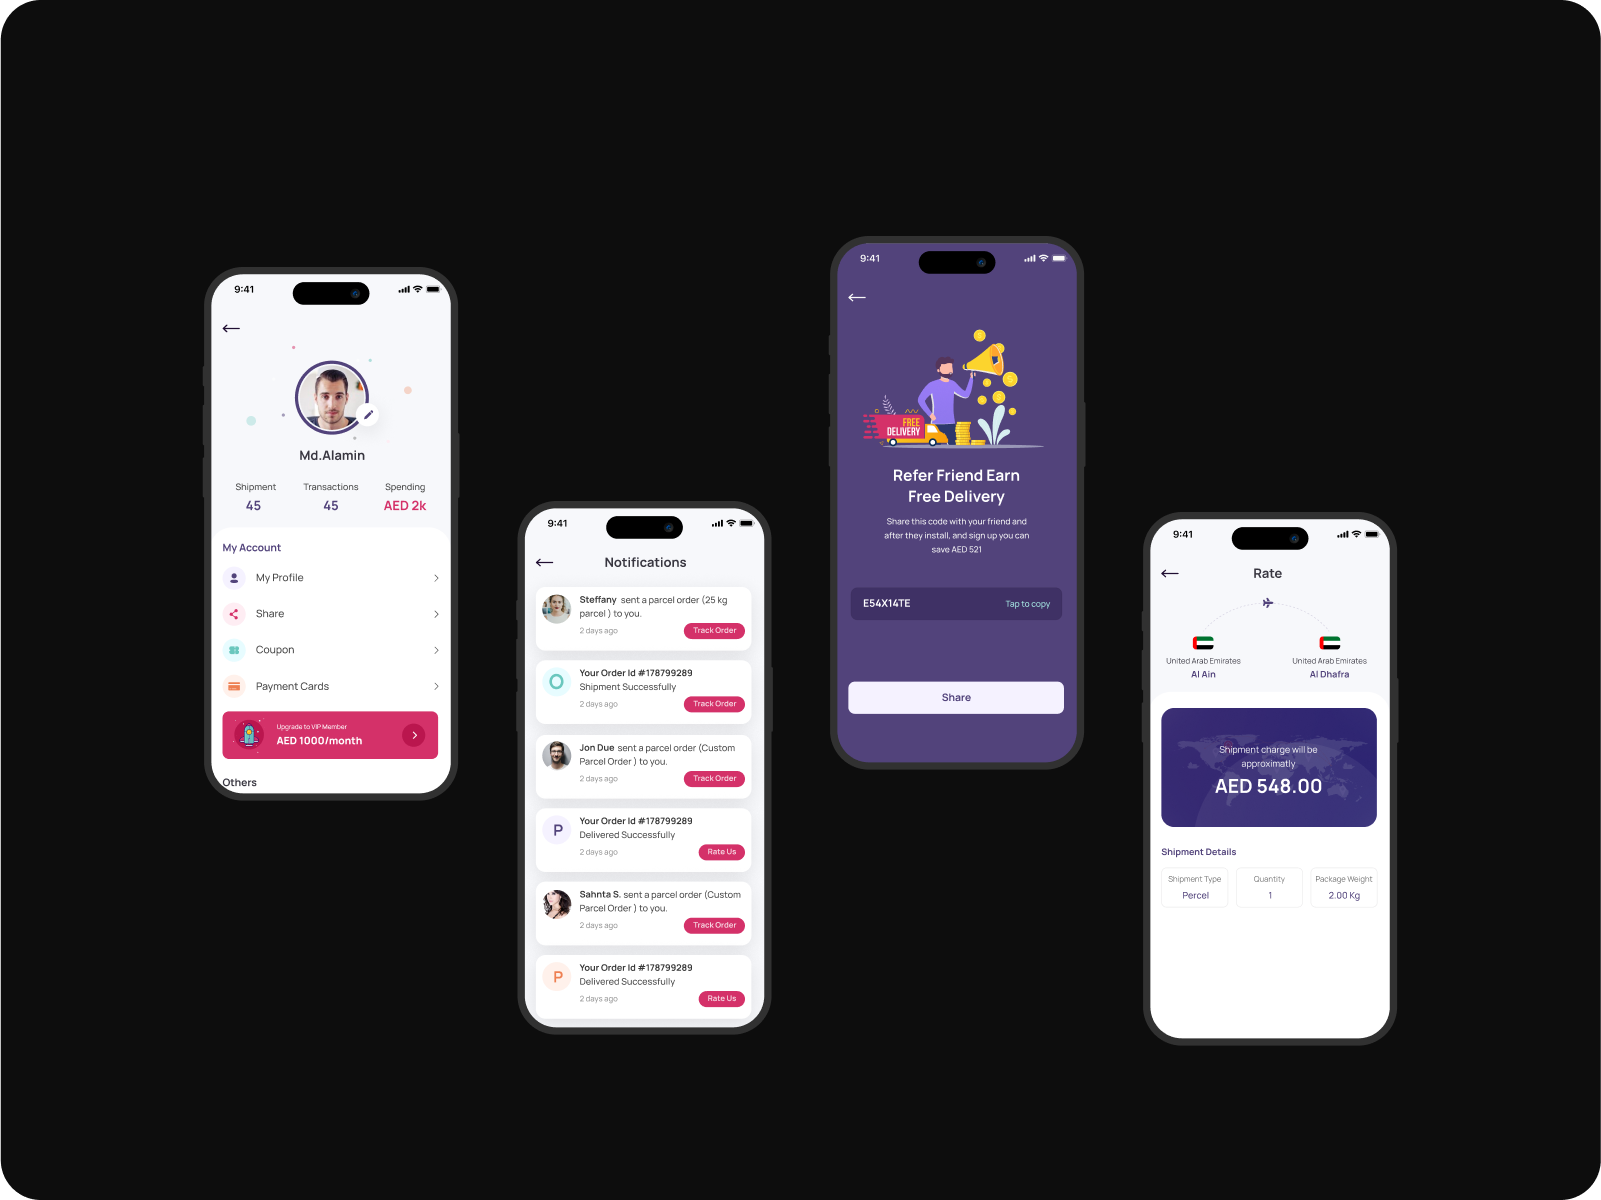 9:41
Md.Alamin
Shipment
Transactions
Spending
45
45
AED 2k
My Account
My Profile
Share
Coupon
Payment Cards
Upgrade to VIP Member
AED 1000/month
Others
9:41
Notifications
Steffany sent a parcel order (25 kg
parcel ) to you.
2 days ago
Track Order
Your Order Id #178799289
Shipment Successfully
2 days ago
Track Order
Jon Due sent a parcel order (Custom
Parcel Order ) to you.
2 days ago
Track Order
P
Your Order Id #178799289
Delivered Successfully
2 days ago
Rate Us
Sahnta S. sent a parcel order (Custom
Parcel Order ) to you.
2 days ago
Track Order
P
Your Order Id #178799289
Delivered Successfully
2 days ago
Rate Us
9:41
FREE
DELIVERY
Refer Friend Earn
Free Delivery
Share this code with your friend and
after they install, and sign up you can
save AED 521
E54X14TE
Tap to copy
Share
9:41
Rate
United Arab Emirates
Al Ain
United Arab Emirates
Al Dhafra
Shipment charge will be
approximatly
AED 548.00
Shipment Details
Shipment Type
Percel
Quantity
1
Package Weight
2.00 Kg